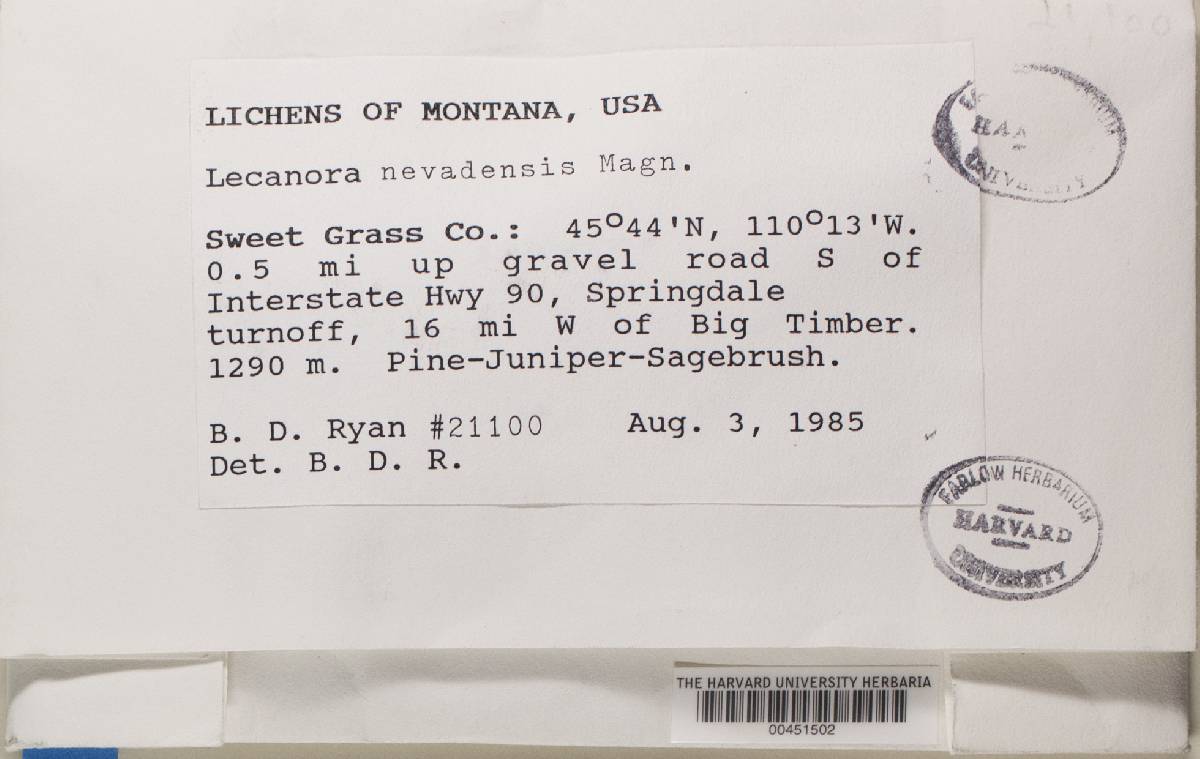 LICHENS OF MONTANA, USA
Lecanora nevadensis Magn.
Sweet Grass Co.: 45°44'N, 110°13'W.
0.5 mi up gravel road S of
Interstate Hwy 90, Springdale
turnoff, 16 mi W of Big Timber.
1290 m. Pine-Juniper-Sagebrush.
B. D. Ryan #21100 Aug. 3, 1985
Det. B. D. R.
UNIVERSITY
FARLOW HERBARIUM
HARVARD
UNIVERSITY
THE HARVARD UNIVERSITY HERBARIA
00451502